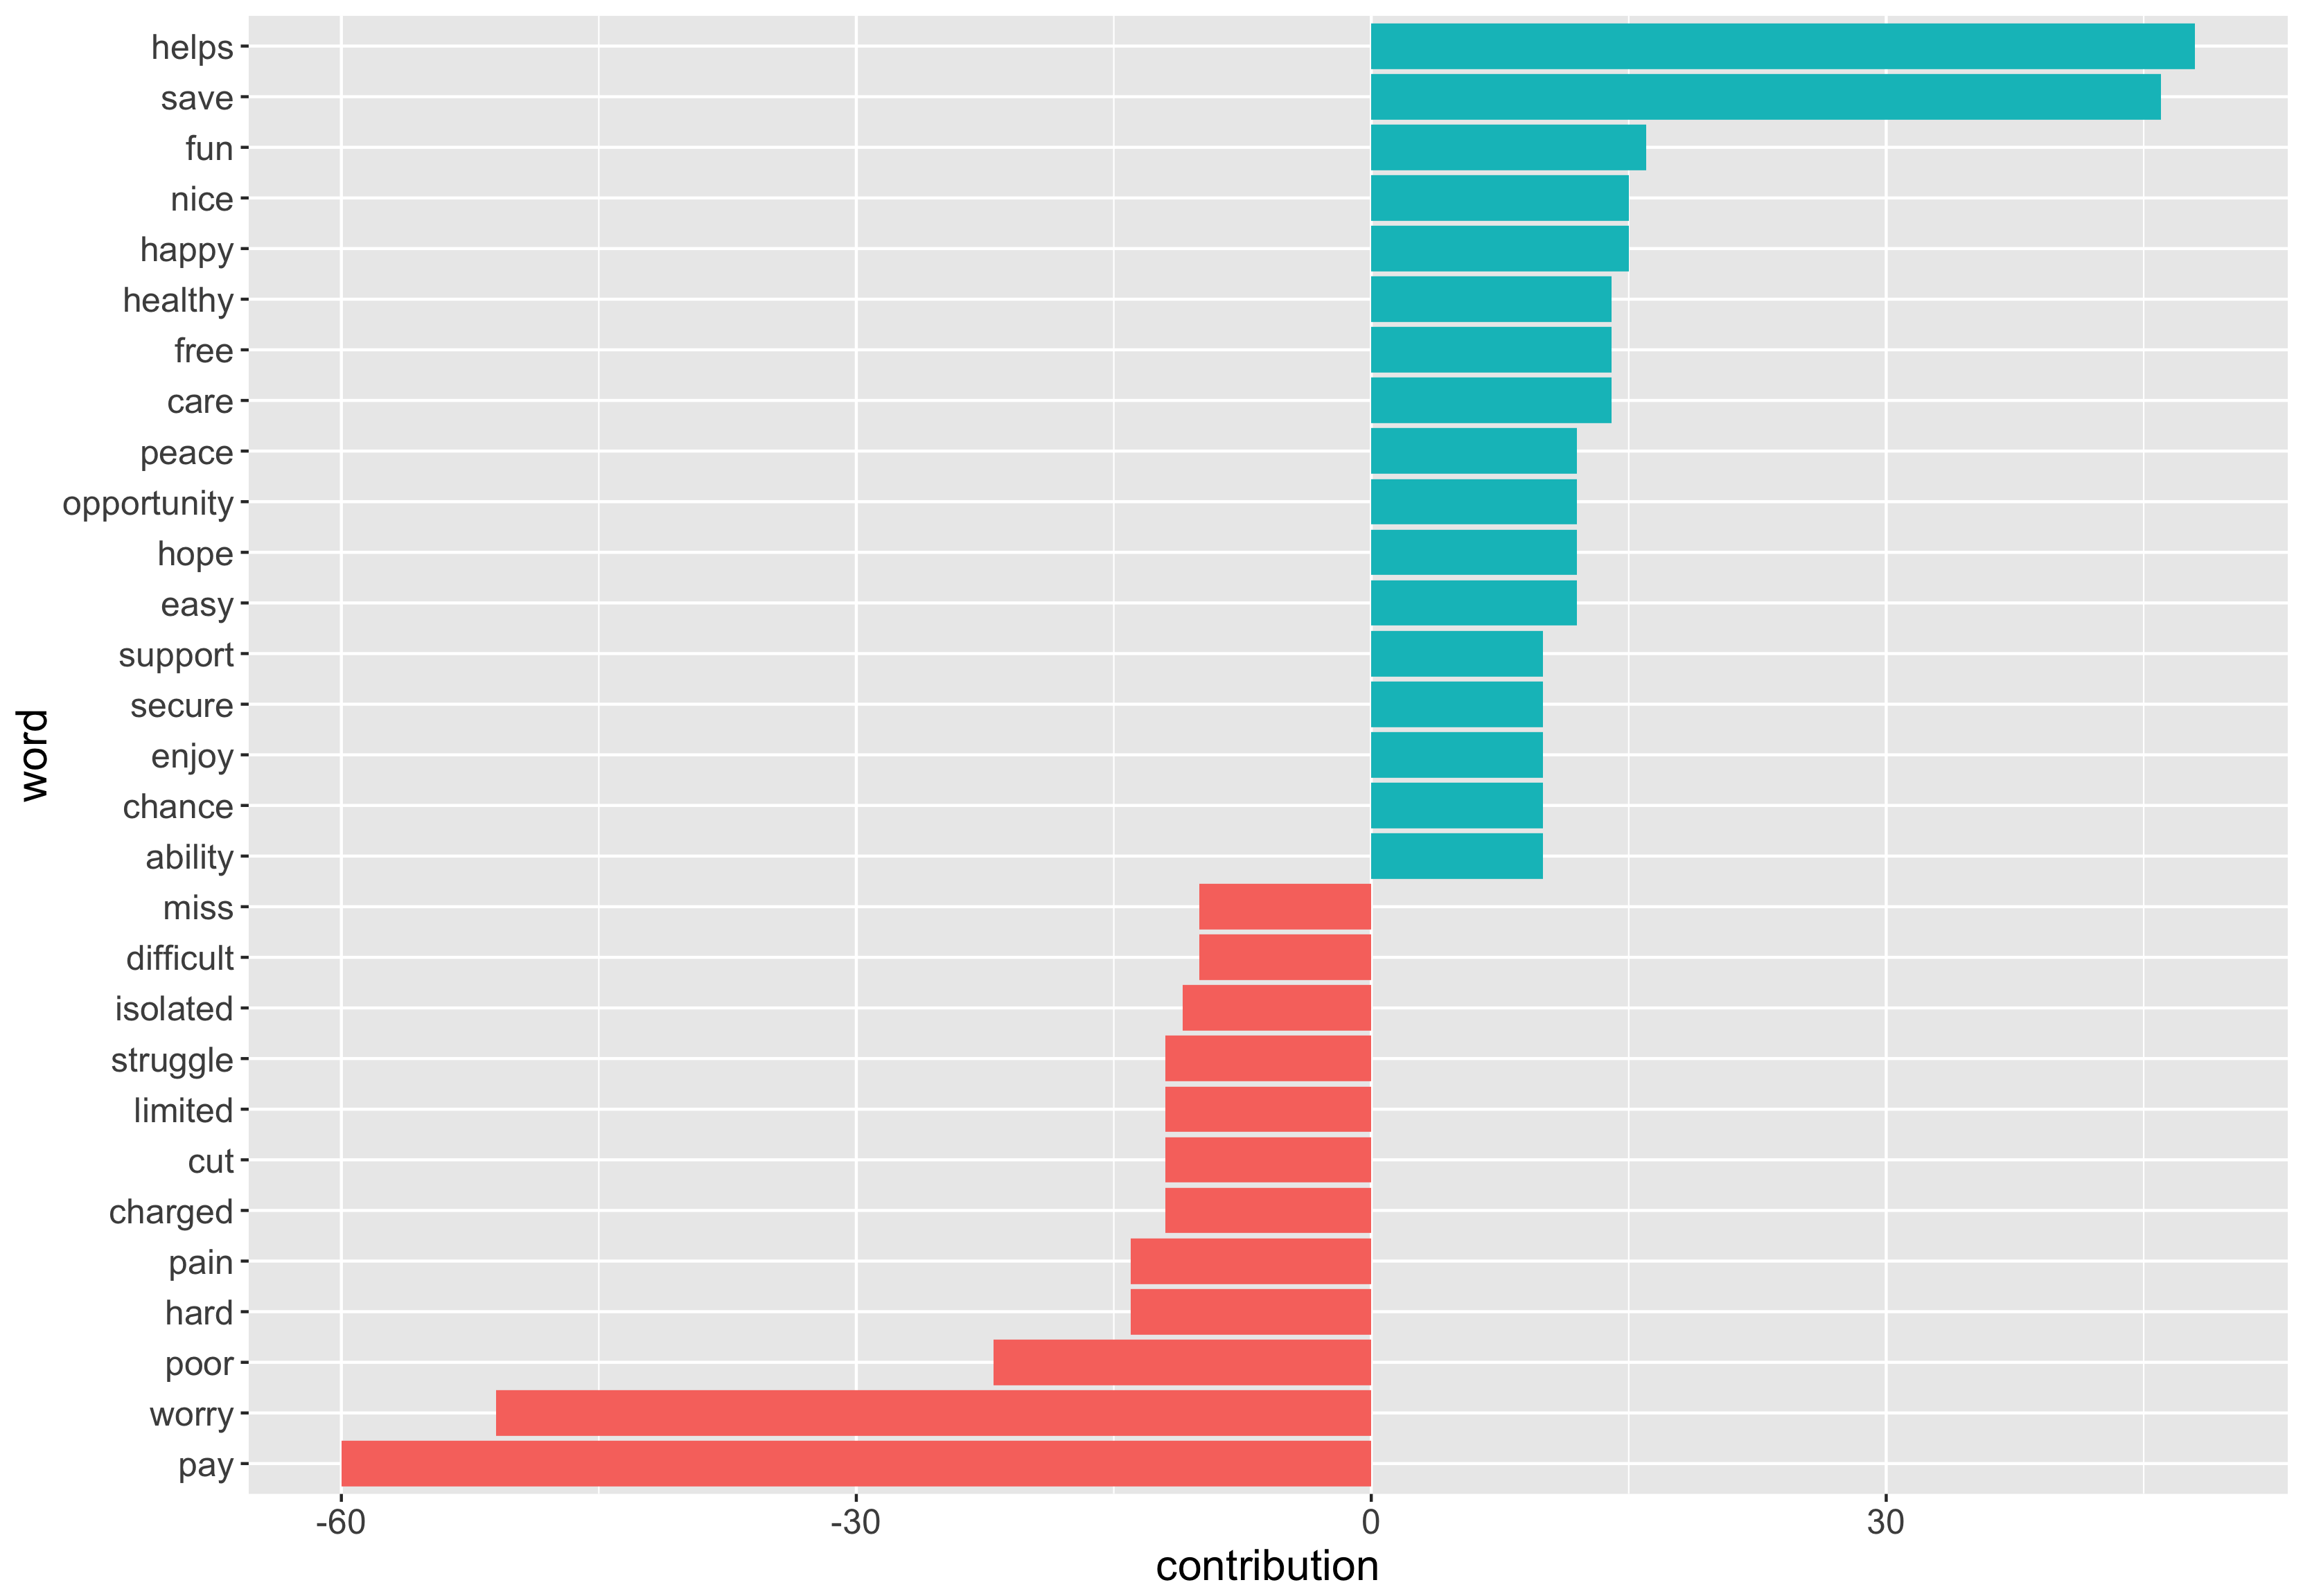 helps
save
fun
nice
happy
healthy
free
care
peace
opportunity
hope
easy
support
secure
enjoy
chance
ability
miss
difficult
isolated
struggle
limited
cut
charged
pain
hard
poor
worry
pay
word
-60 -30 0 30
contribution